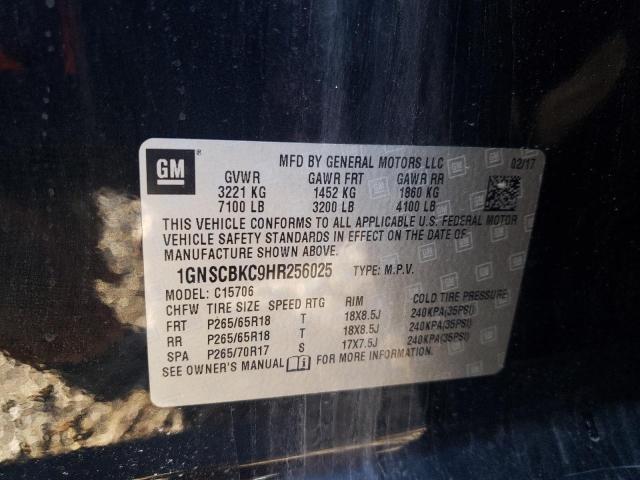 GM ® MFD BY GENERAL MOTORS LLC 02/17
GVWR GAWR FRT GAWR RR
3221 KG 1452 KG 1860 KG
7100 LB 3200 LB 4100 LB
THIS VEHICLE CONFORMS TO ALL APPLICABLE U.S. FEDERAL MOTOR
VEHICLE SAFETY STANDARDS IN EFFECT ON THE DATE OF
MANUFACTURE SHOWN ABOVE.
1GNSCBKC9HR256025 TYPE: M.P.V.
MODEL: C15706
CHFW TIRE SIZE SPEED RTG RIM COLD TIRE PRESSURE
FRT P265/65R18 T 18X8.5J 240KPA(35PSI)
RR P265/65R18 T 18X8.5J 240KPA(35PSI)
SPA P265/70R17 S 17X7.5J 240KPA(35PSI)
SEE OWNER'S MANUAL FOR MORE INFORMATION.